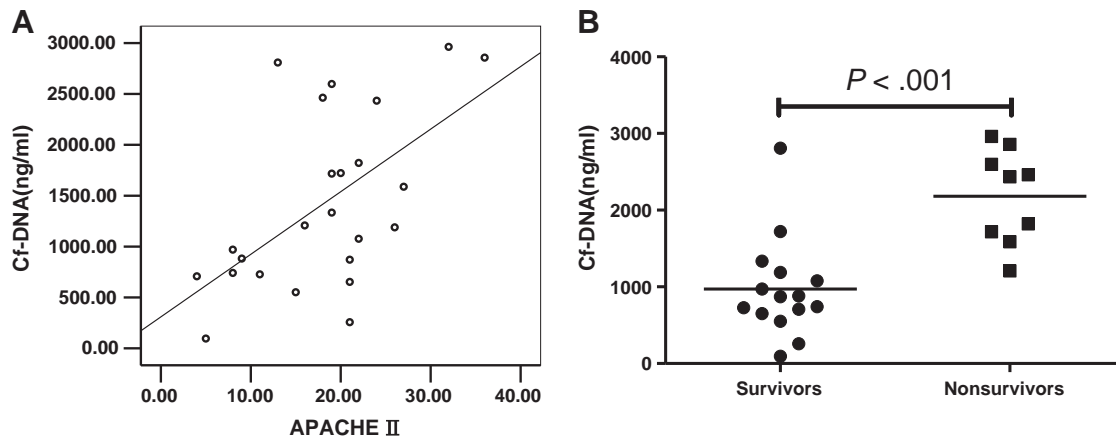 A
3000.00
2500.00
2000.00
1500.00
1000.00
500.00
0.00
Cf-DNA(ng/ml)
0.00 10.00 20.00 30.00 40.00
APACHE II
B
4000
3000
2000
1000
0
Cf-DNA(ng/ml)
P < .001
Survivors Nonsurvivors